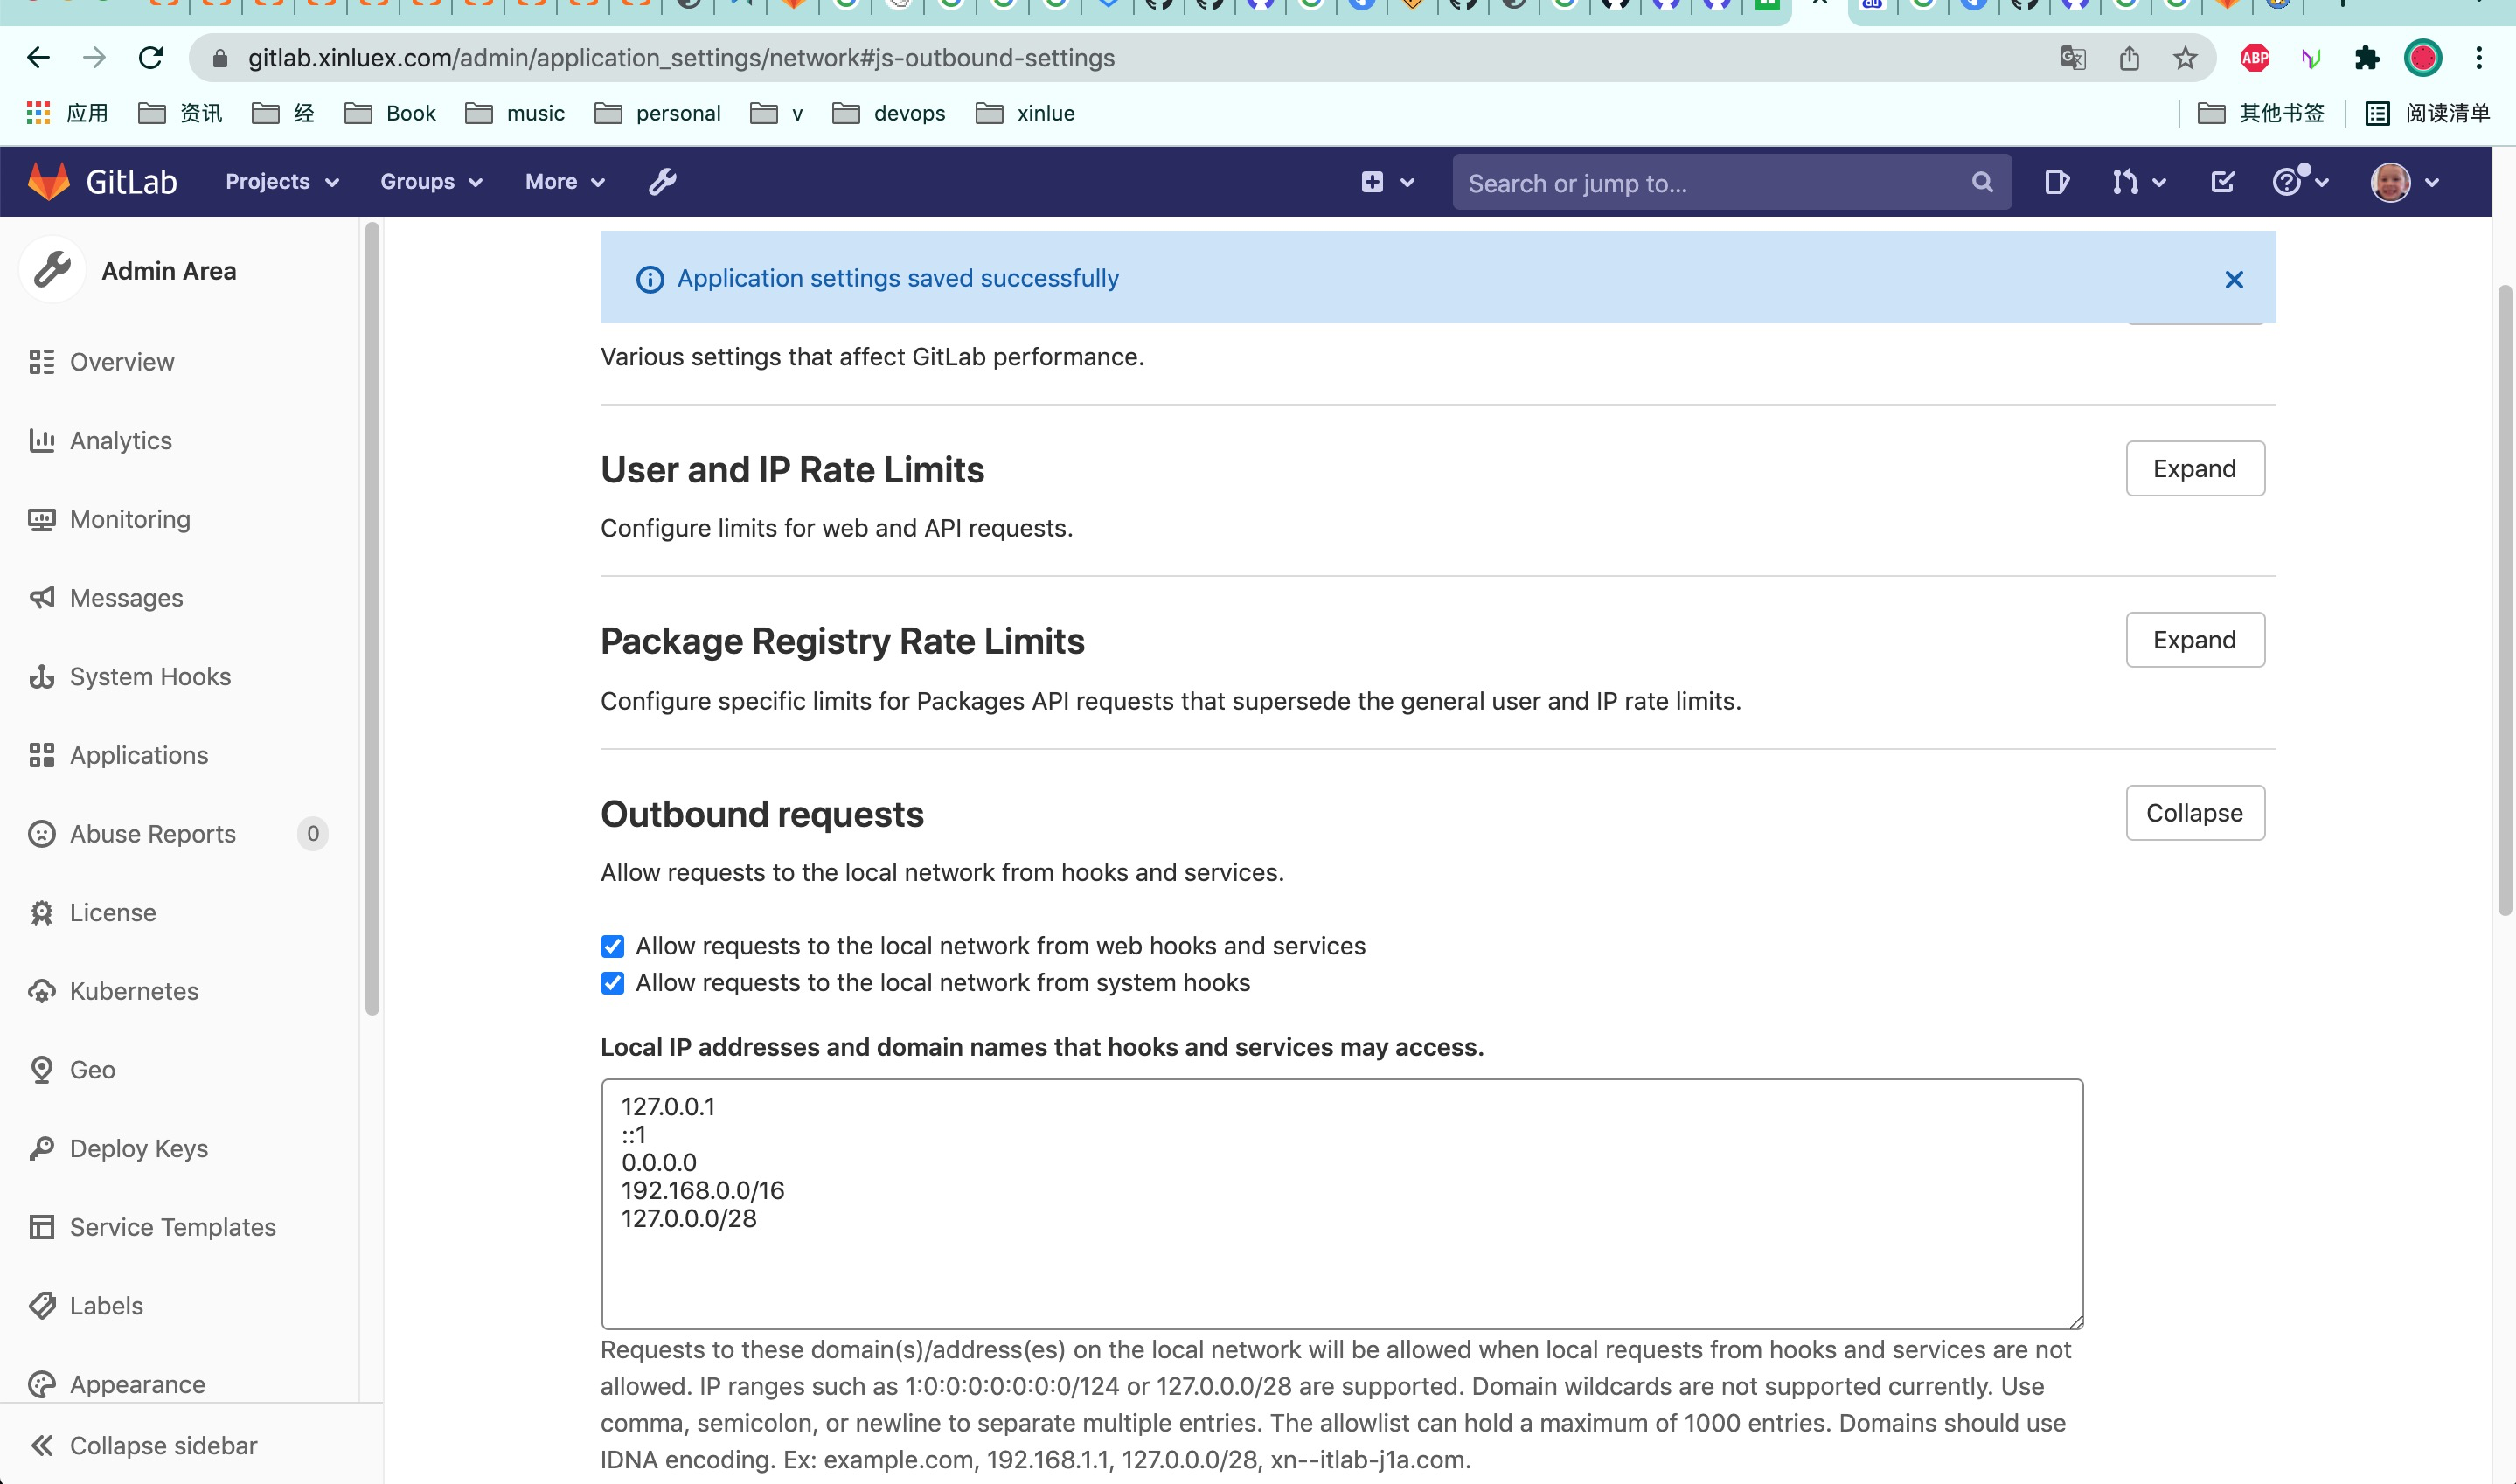 gitlab.xinluex.com/admin/application_settings/network#js-outbound-settings
ABP
应用 资讯 经 Book music personal v devops xinlue 其他书签 阅读清单
GitLab Projects Groups More Search or jump to...
Admin Area
Overview
Analytics
Monitoring
Messages
System Hooks
Applications
Abuse Reports 0
License
Kubernetes
Geo
Deploy Keys
Service Templates
Labels
Appearance
Collapse sidebar
Application settings saved successfully
Various settings that affect GitLab performance.
User and IP Rate Limits
Expand
Configure limits for web and API requests.
Package Registry Rate Limits
Expand
Configure specific limits for Packages API requests that supersede the general user and IP rate limits.
Outbound requests
Collapse
Allow requests to the local network from hooks and services.
Allow requests to the local network from web hooks and services
Allow requests to the local network from system hooks
Local IP addresses and domain names that hooks and services may access.
127.0.0.1
::1
0.0.0.0
192.168.0.0/16
127.0.0.0/28
Requests to these domain(s)/address(es) on the local network will be allowed when local requests from hooks and services are not
allowed. IP ranges such as 1:0:0:0:0:0:0:0/124 or 127.0.0.0/28 are supported. Domain wildcards are not supported currently. Use
comma, semicolon, or newline to separate multiple entries. The allowlist can hold a maximum of 1000 entries. Domains should use
IDNA encoding. Ex: example.com, 192.168.1.1, 127.0.0.0/28, xn--itlab-j1a.com.